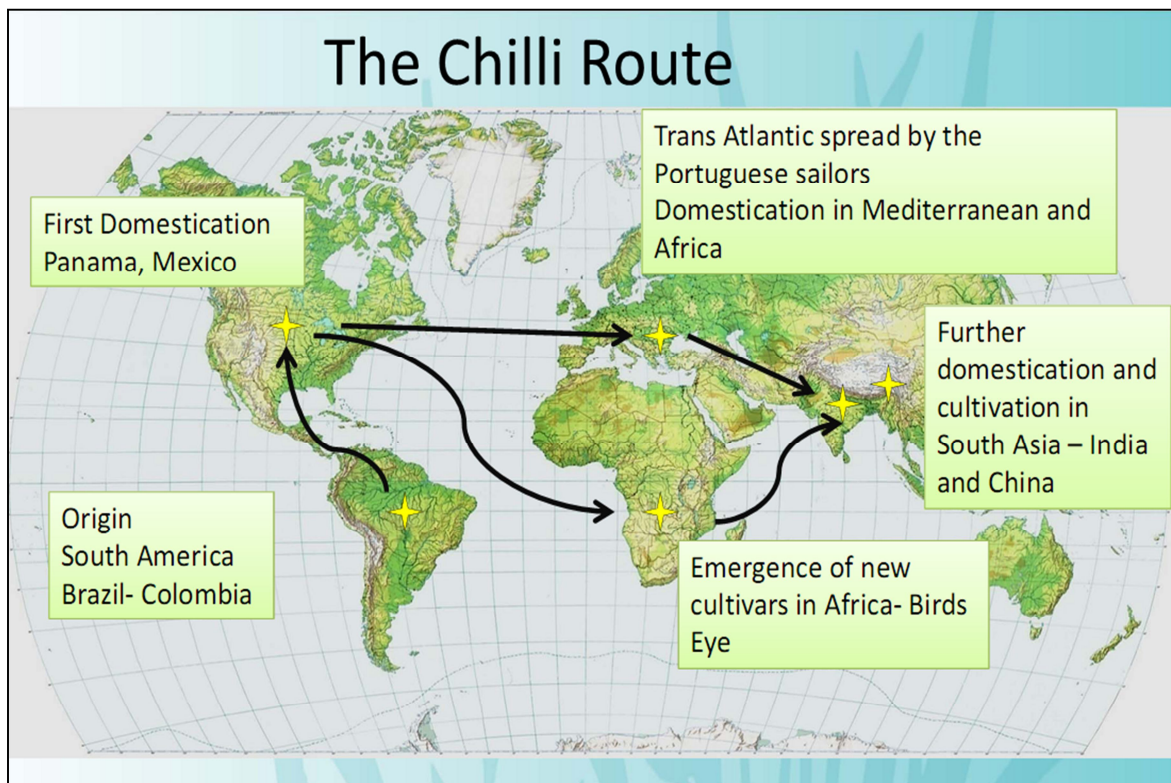 The Chilli Route
Trans Atlantic spread by the
Portuguese sailors
Domestication in Mediterranean and
Africa
First Domestication
Panama, Mexico
Further
domestication and
cultivation in
South Asia – India
and China
Origin
South America
Brazil- Colombia
Emergence of new
cultivars in Africa- Birds
Eye